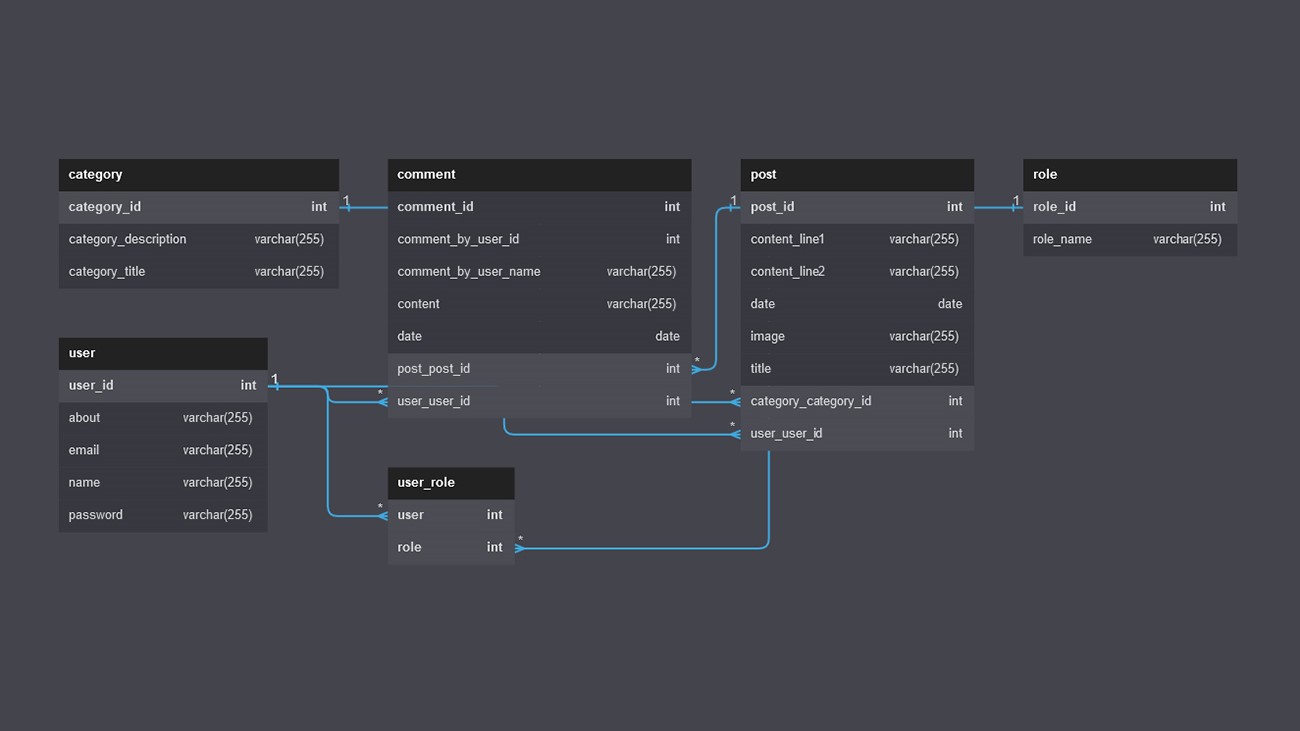 category
category_id int
category_description varchar(255)
category_title varchar(255)
1
user
user_id int
about varchar(255)
email varchar(255)
name varchar(255)
password varchar(255)
1
comment
comment_id int
comment_by_user_id int
comment_by_user_name varchar(255)
content varchar(255)
date date
post_post_id int
user_user_id int
*
*
user_role
user int
role int
*
*
post
post_id int
content_line1 varchar(255)
content_line2 varchar(255)
date date
image varchar(255)
title varchar(255)
category_category_id int
user_user_id int
1
*
*
role
role_id int
role_name varchar(255)
1